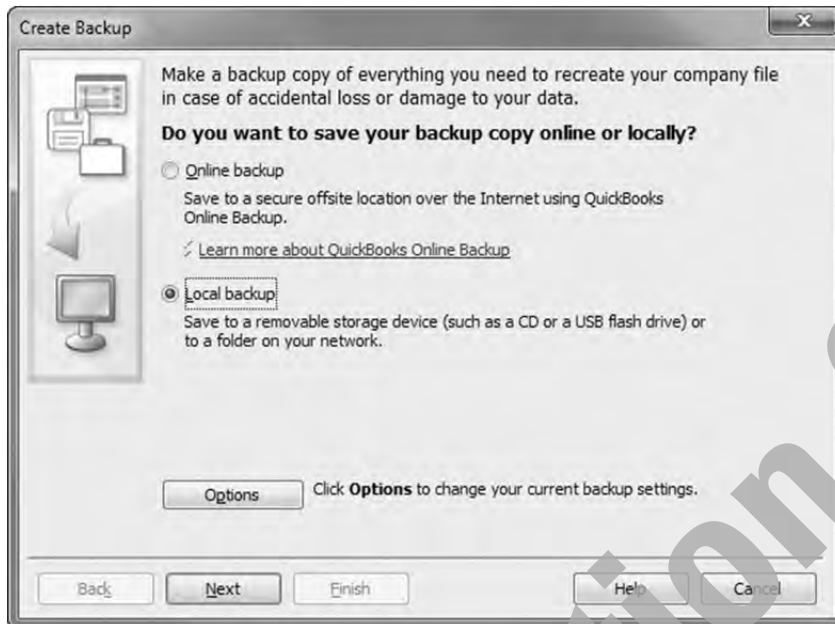 Create Backup
Make a backup copy of everything you need to recreate your company file
in case of accidental loss or damage to your data.
Do you want to save your backup copy online or locally?
Online backup
Save to a secure offsite location over the Internet using QuickBooks
Online Backup.
Learn more about QuickBooks Online Backup
Local backup
Save to a removable storage device (such as a CD or a USB flash drive) or
to a folder on your network.
Options Click Options to change your current backup settings.
Back Next Finish Help Cancel